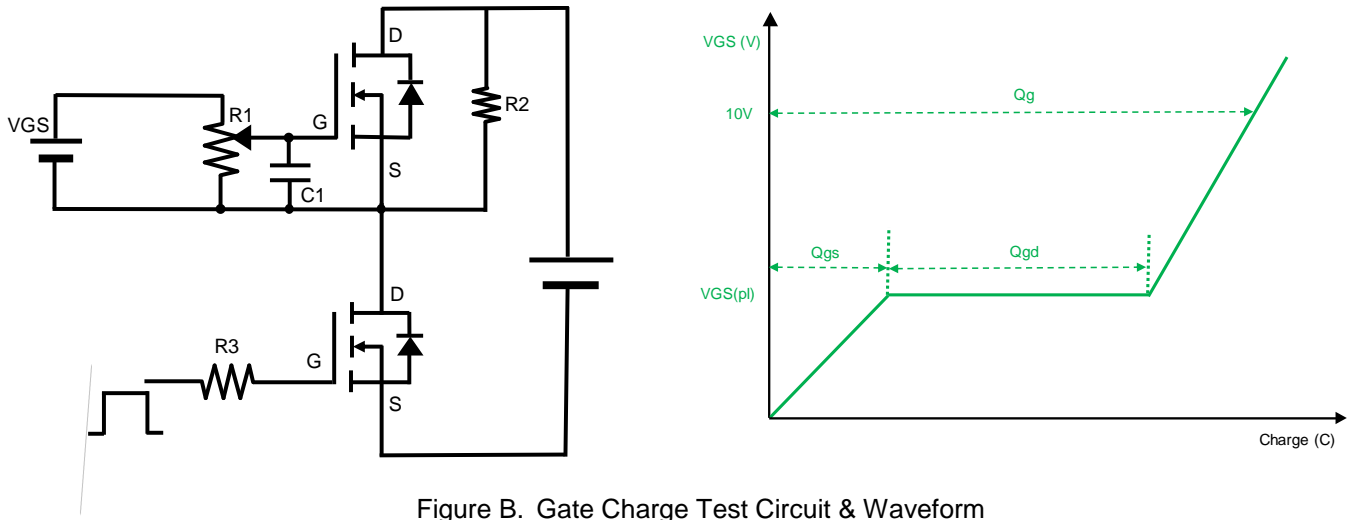 D
R2
R1
VGS
G
S
C1
D
R3
G
S
VGS (V)
Qg
10V
Qgs
Qgd
VGS(pl)
Charge (C)
Figure B. Gate Charge Test Circuit & Waveform